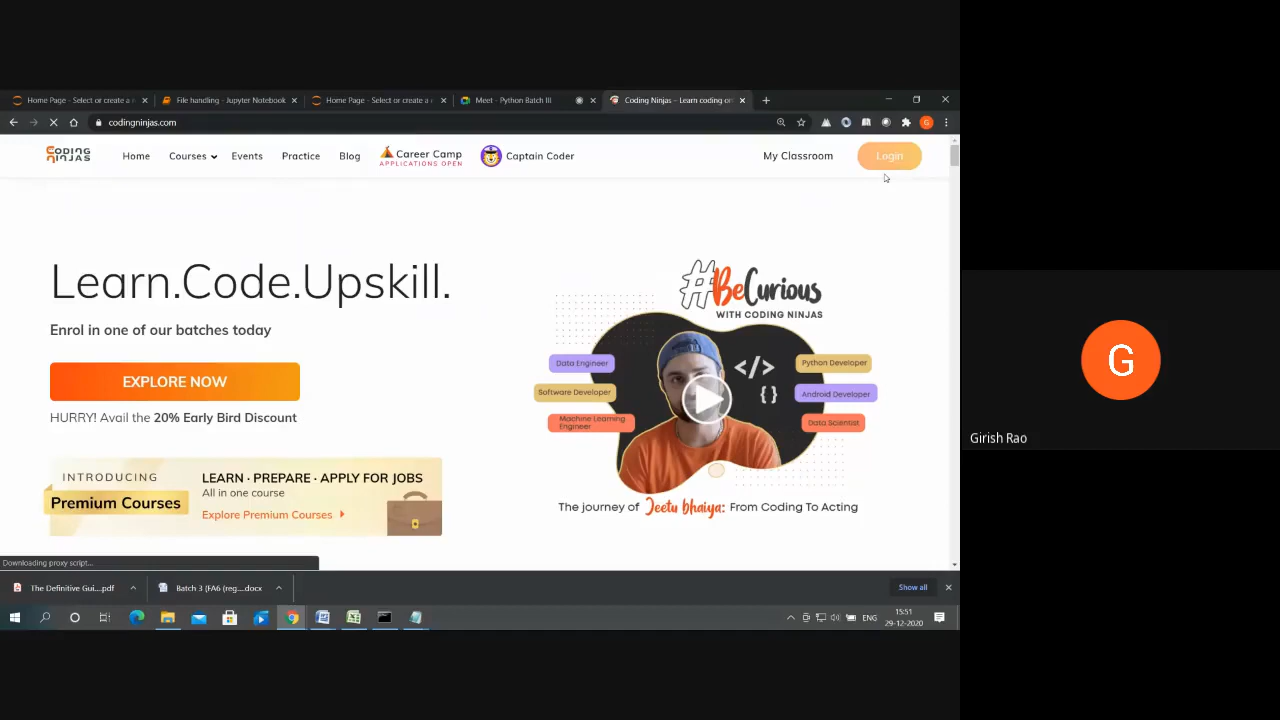 Home Page - Select or create a n
File handling - Jupyter Notebook
Home Page - Select or create a n
Meet - Python Batch III
Coding Ninjas – Learn coding on
codingninjas.com
CODING NINJAS
Home
Courses
Events
Practice
Blog
Career Camp
APPLICATIONS OPEN
Captain Coder
My Classroom
Login
Learn.Code.Upskill.
Enrol in one of our batches today
EXPLORE NOW
HURRY! Avail the 20% Early Bird Discount
INTRODUCING
Premium Courses
LEARN · PREPARE · APPLY FOR JOBS
All in one course
Explore Premium Courses
#BeCurious
WITH CODING NINJAS
Data Engineer
Software Developer
Machine Learning
Engineer
</>
{ }
Python Developer
Android Developer
Data Scientist
The journey of Jeetu bhaiya: From Coding To Acting
Downloading proxy script...
The Definitive Gui....pdf
Batch 3 (FA6 (reg....docx
Show all
ENG
15:51
29-12-2020
G
G
Girish Rao